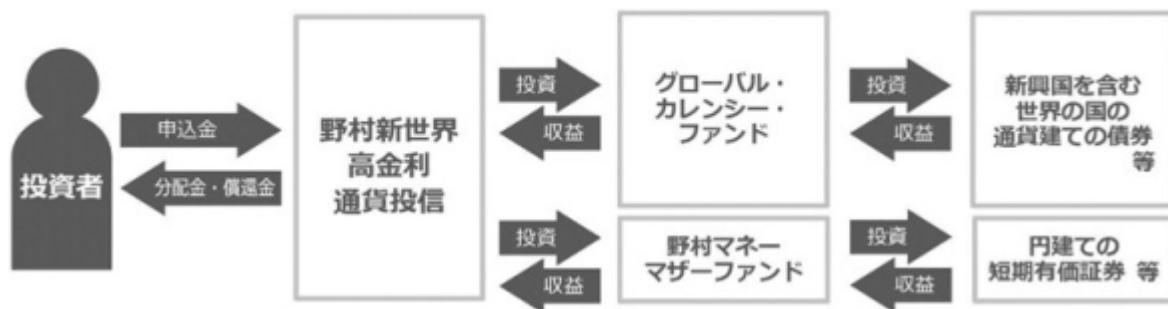 投資者
申込金
分配金・償還金
野村新世界
高金利
通貨投信
投資
収益
グローバル・
カレンシー・
ファンド
投資
収益
新興国を含む
世界の国の
通貨建ての債券
等
投資
収益
野村マネー
マザーファンド
投資
収益
円建ての
短期有価証券 等